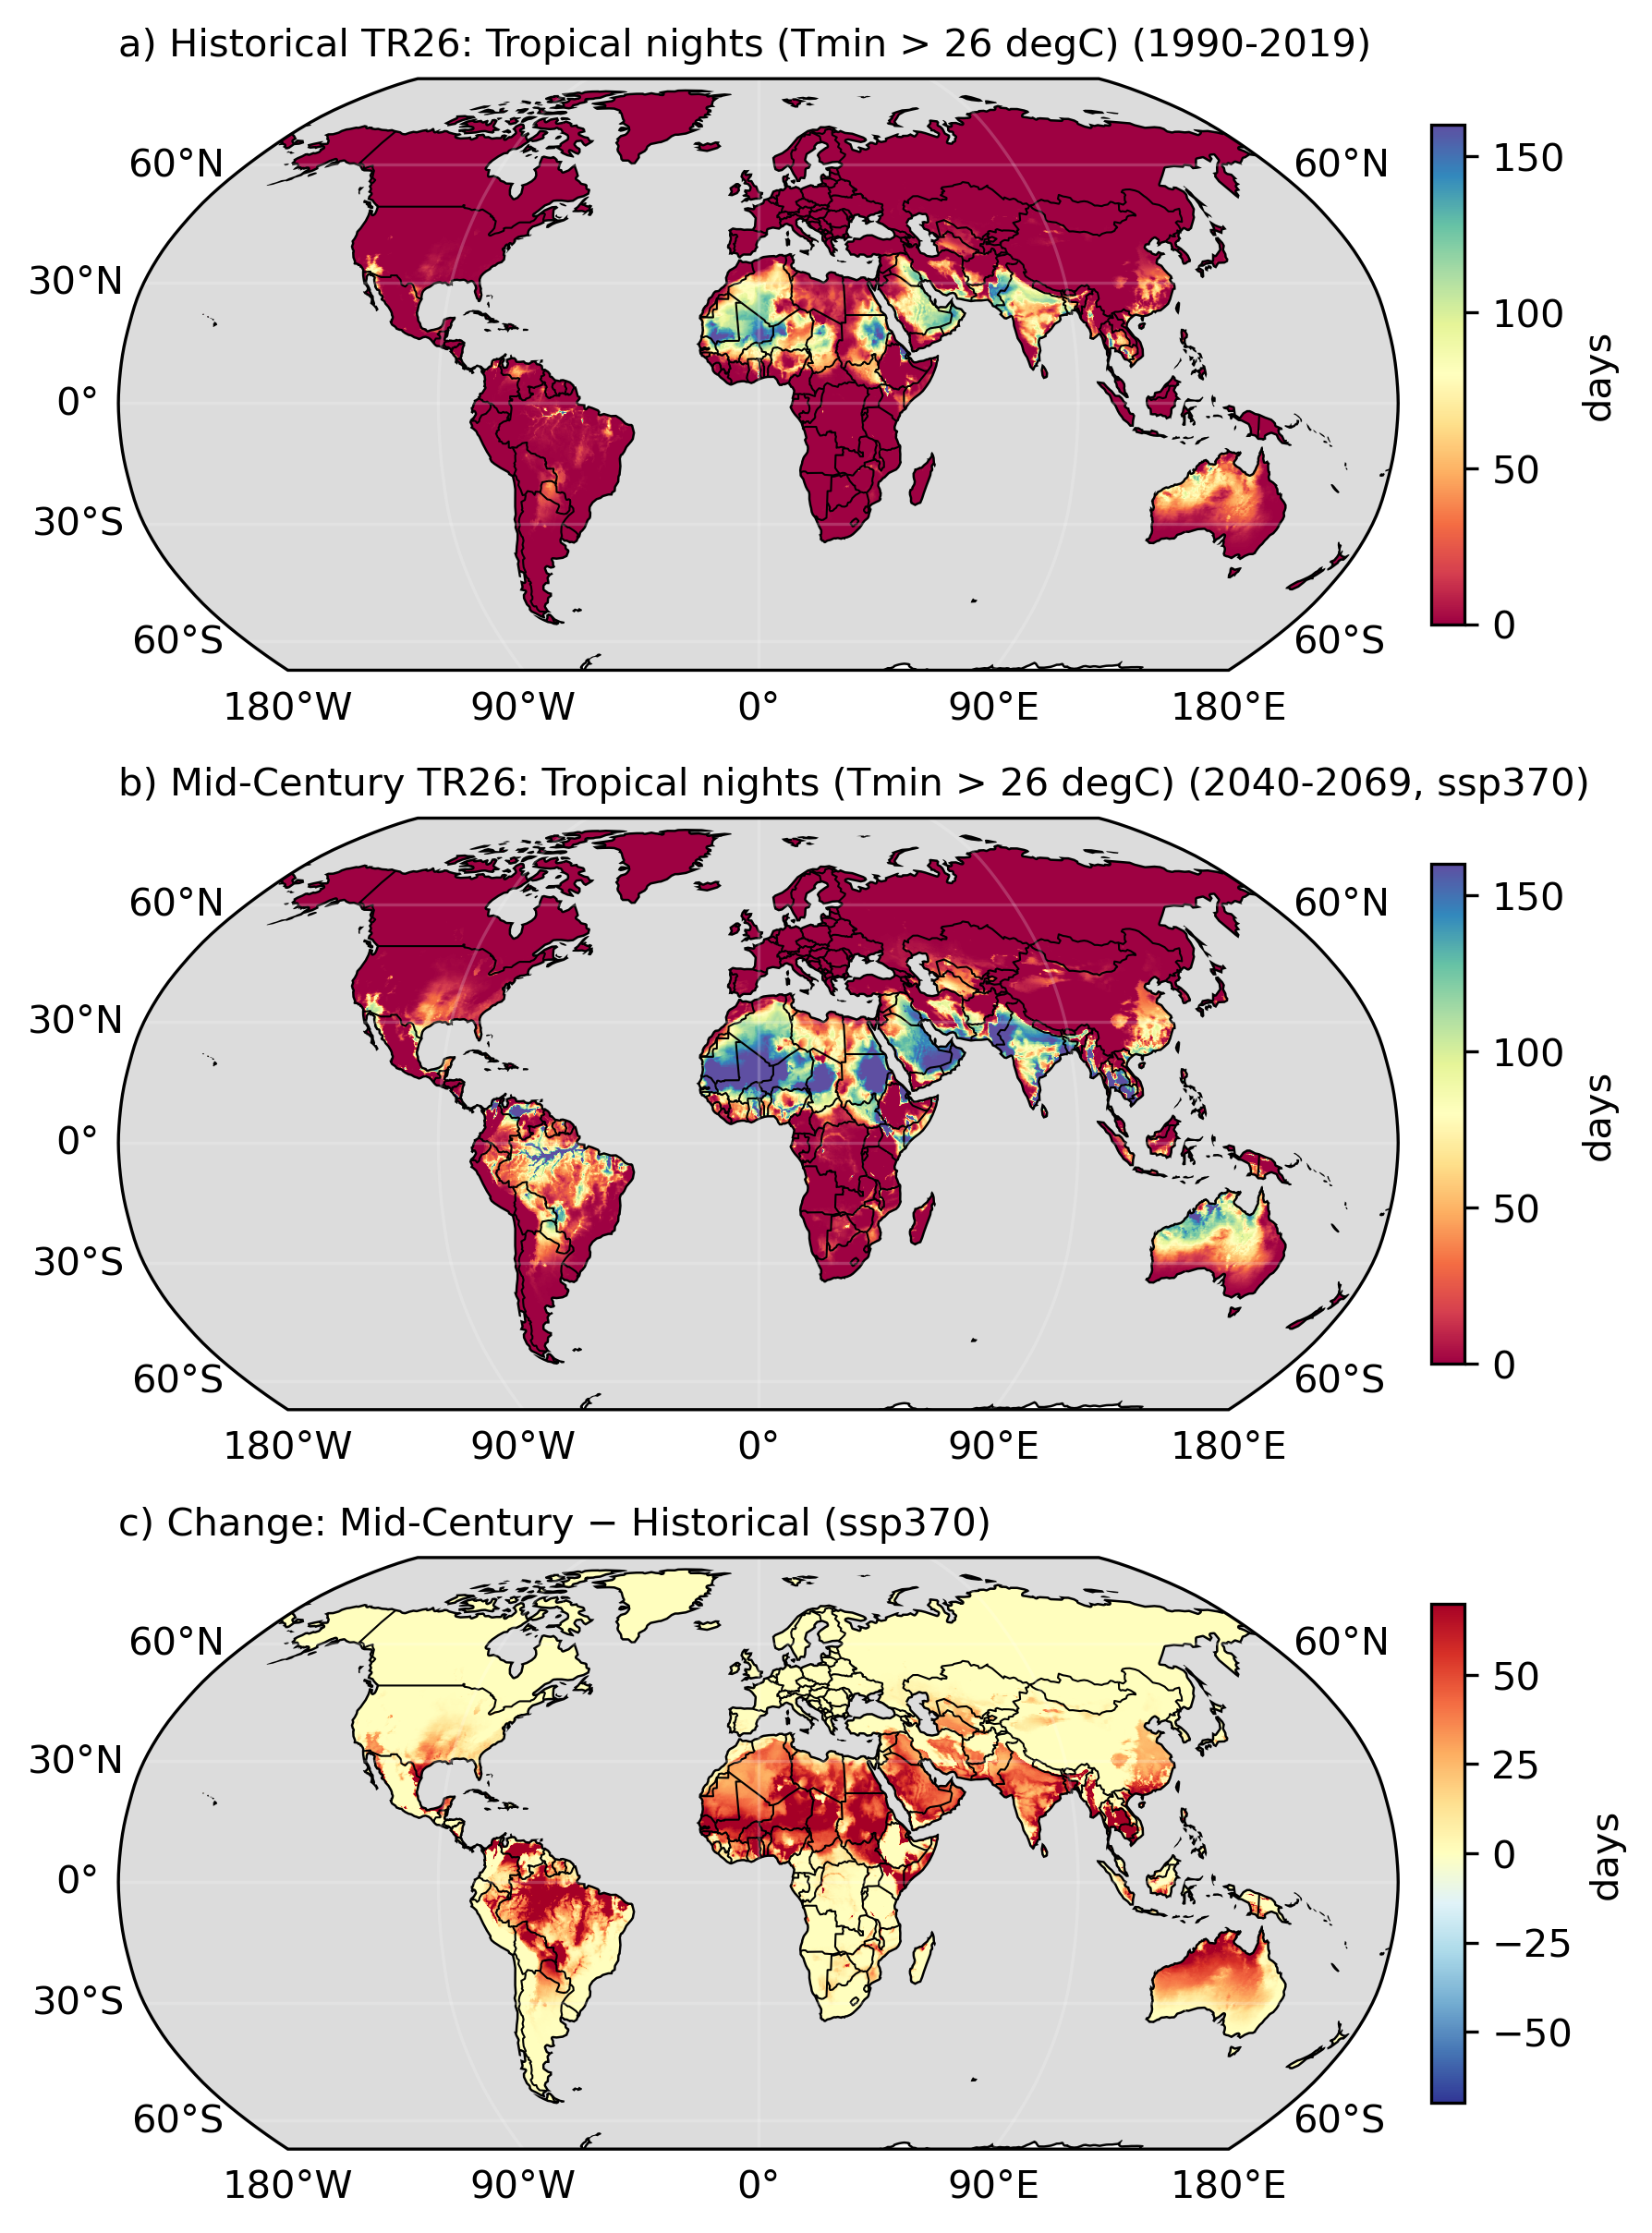 a) Historical TR26: Tropical nights (Tmin > 26 degC) (1990-2019)
60°N 60°N
30°N
0°
30°S
60°S 60°S
180°W 90°W 0° 90°E 180°E
150
100
50
0
days
b) Mid-Century TR26: Tropical nights (Tmin > 26 degC) (2040-2069, ssp370)
60°N 60°N
30°N
0°
30°S
60°S 60°S
180°W 90°W 0° 90°E 180°E
150
100
50
0
days
c) Change: Mid-Century − Historical (ssp370)
60°N 60°N
30°N
0°
30°S
60°S 60°S
180°W 90°W 0° 90°E 180°E
50
25
0
−25
−50
days